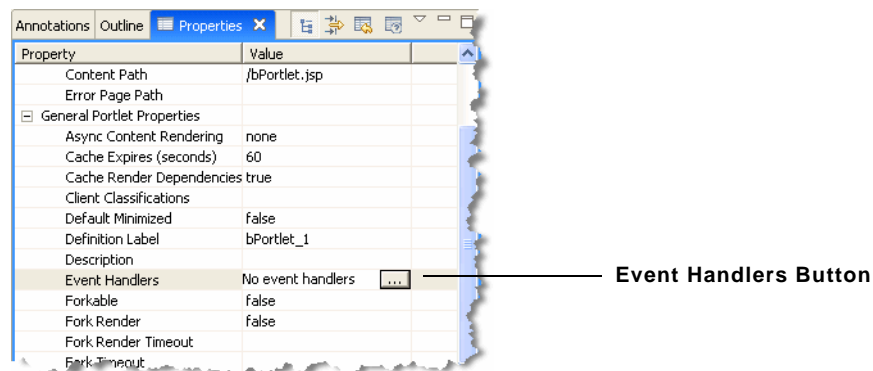 Annotations Outline Properties
Property Value
Content Path /bPortlet.jsp
Error Page Path
General Portlet Properties
Async Content Rendering none
Cache Expires (seconds) 60
Cache Render Dependencies true
Client Classifications
Default Minimized false
Definition Label bPortlet_1
Description
Event Handlers No event handlers ... Event Handlers Button
Forkable false
Fork Render false
Fork Render Timeout
Fork Timeout